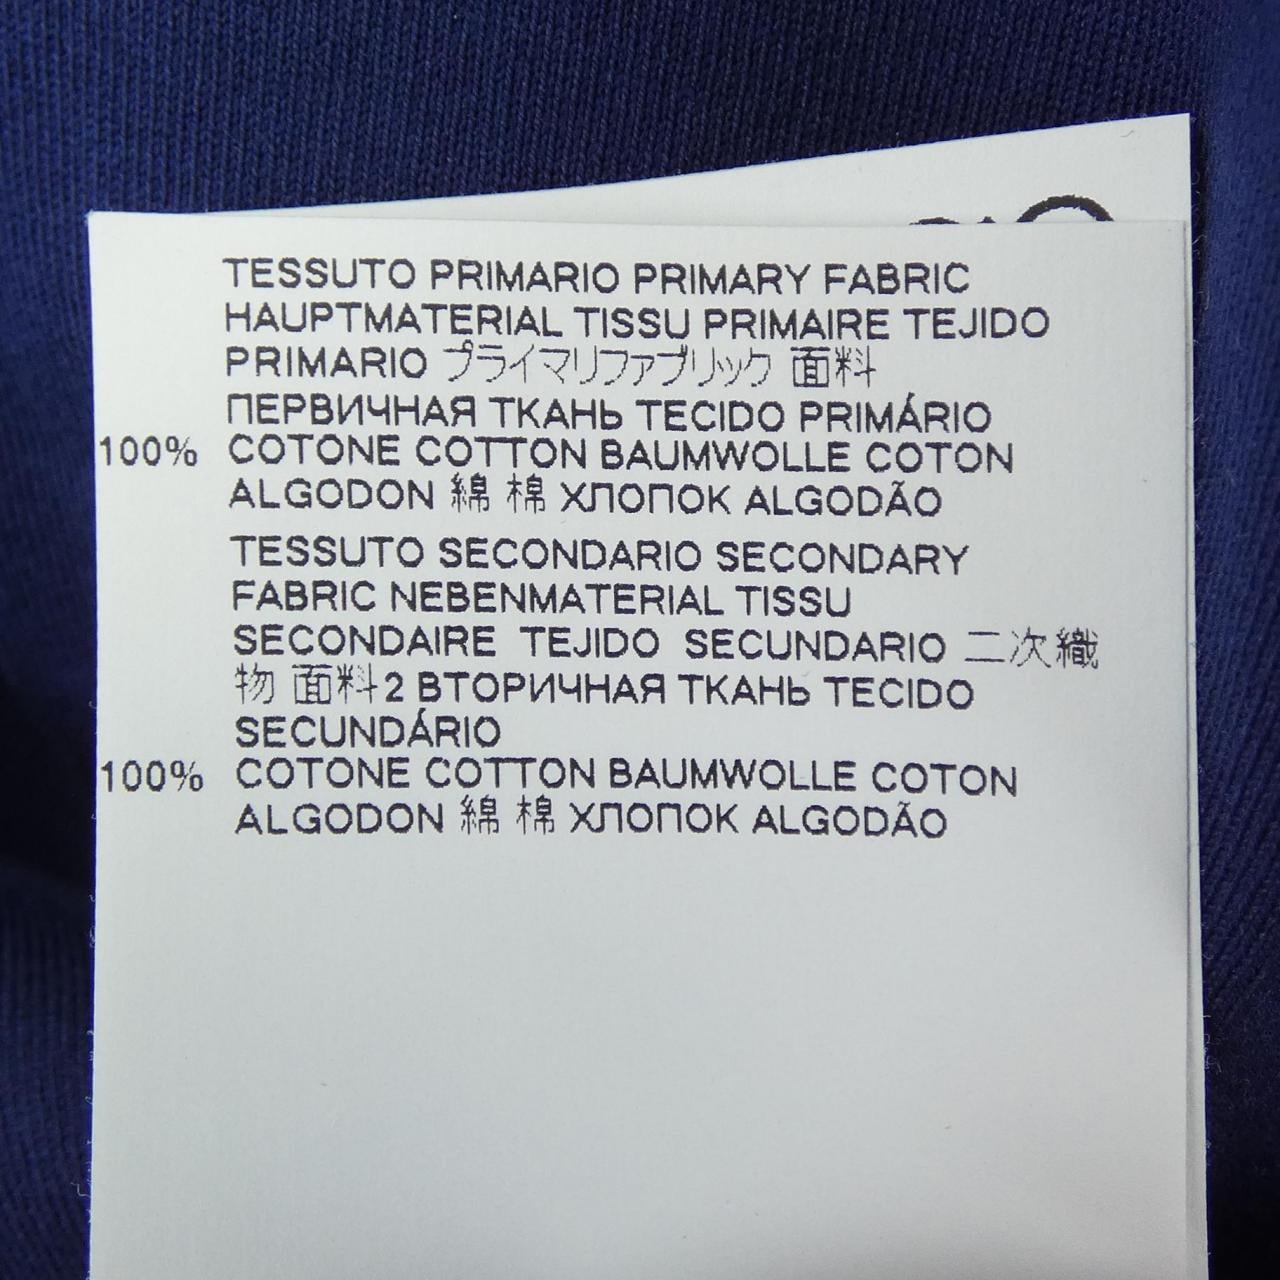 TESSUTO PRIMARIO PRIMARY FABRIC
HAUPTMATERIAL TISSU PRIMAIRE TEJIDO
PRIMARIO プライマリファブリック 面料
ПЕРВИЧНАЯ ТКАНЬ TECIDO PRIMÁRIO
100% COTONE COTTON BAUMWOLLE COTON
ALGODON 綿 棉 ХЛОПОК ALGODÃO
TESSUTO SECONDARIO SECONDARY
FABRIC NEBENMATERIAL TISSU
SECONDAIRE TEJIDO SECUNDARIO 二次織
物 面料2 ВТОРИЧНАЯ ТКАНЬ TECIDO
SECUNDÁRIO
100% COTONE COTTON BAUMWOLLE COTON
ALGODON 綿 棉 ХЛОПОК ALGODÃO